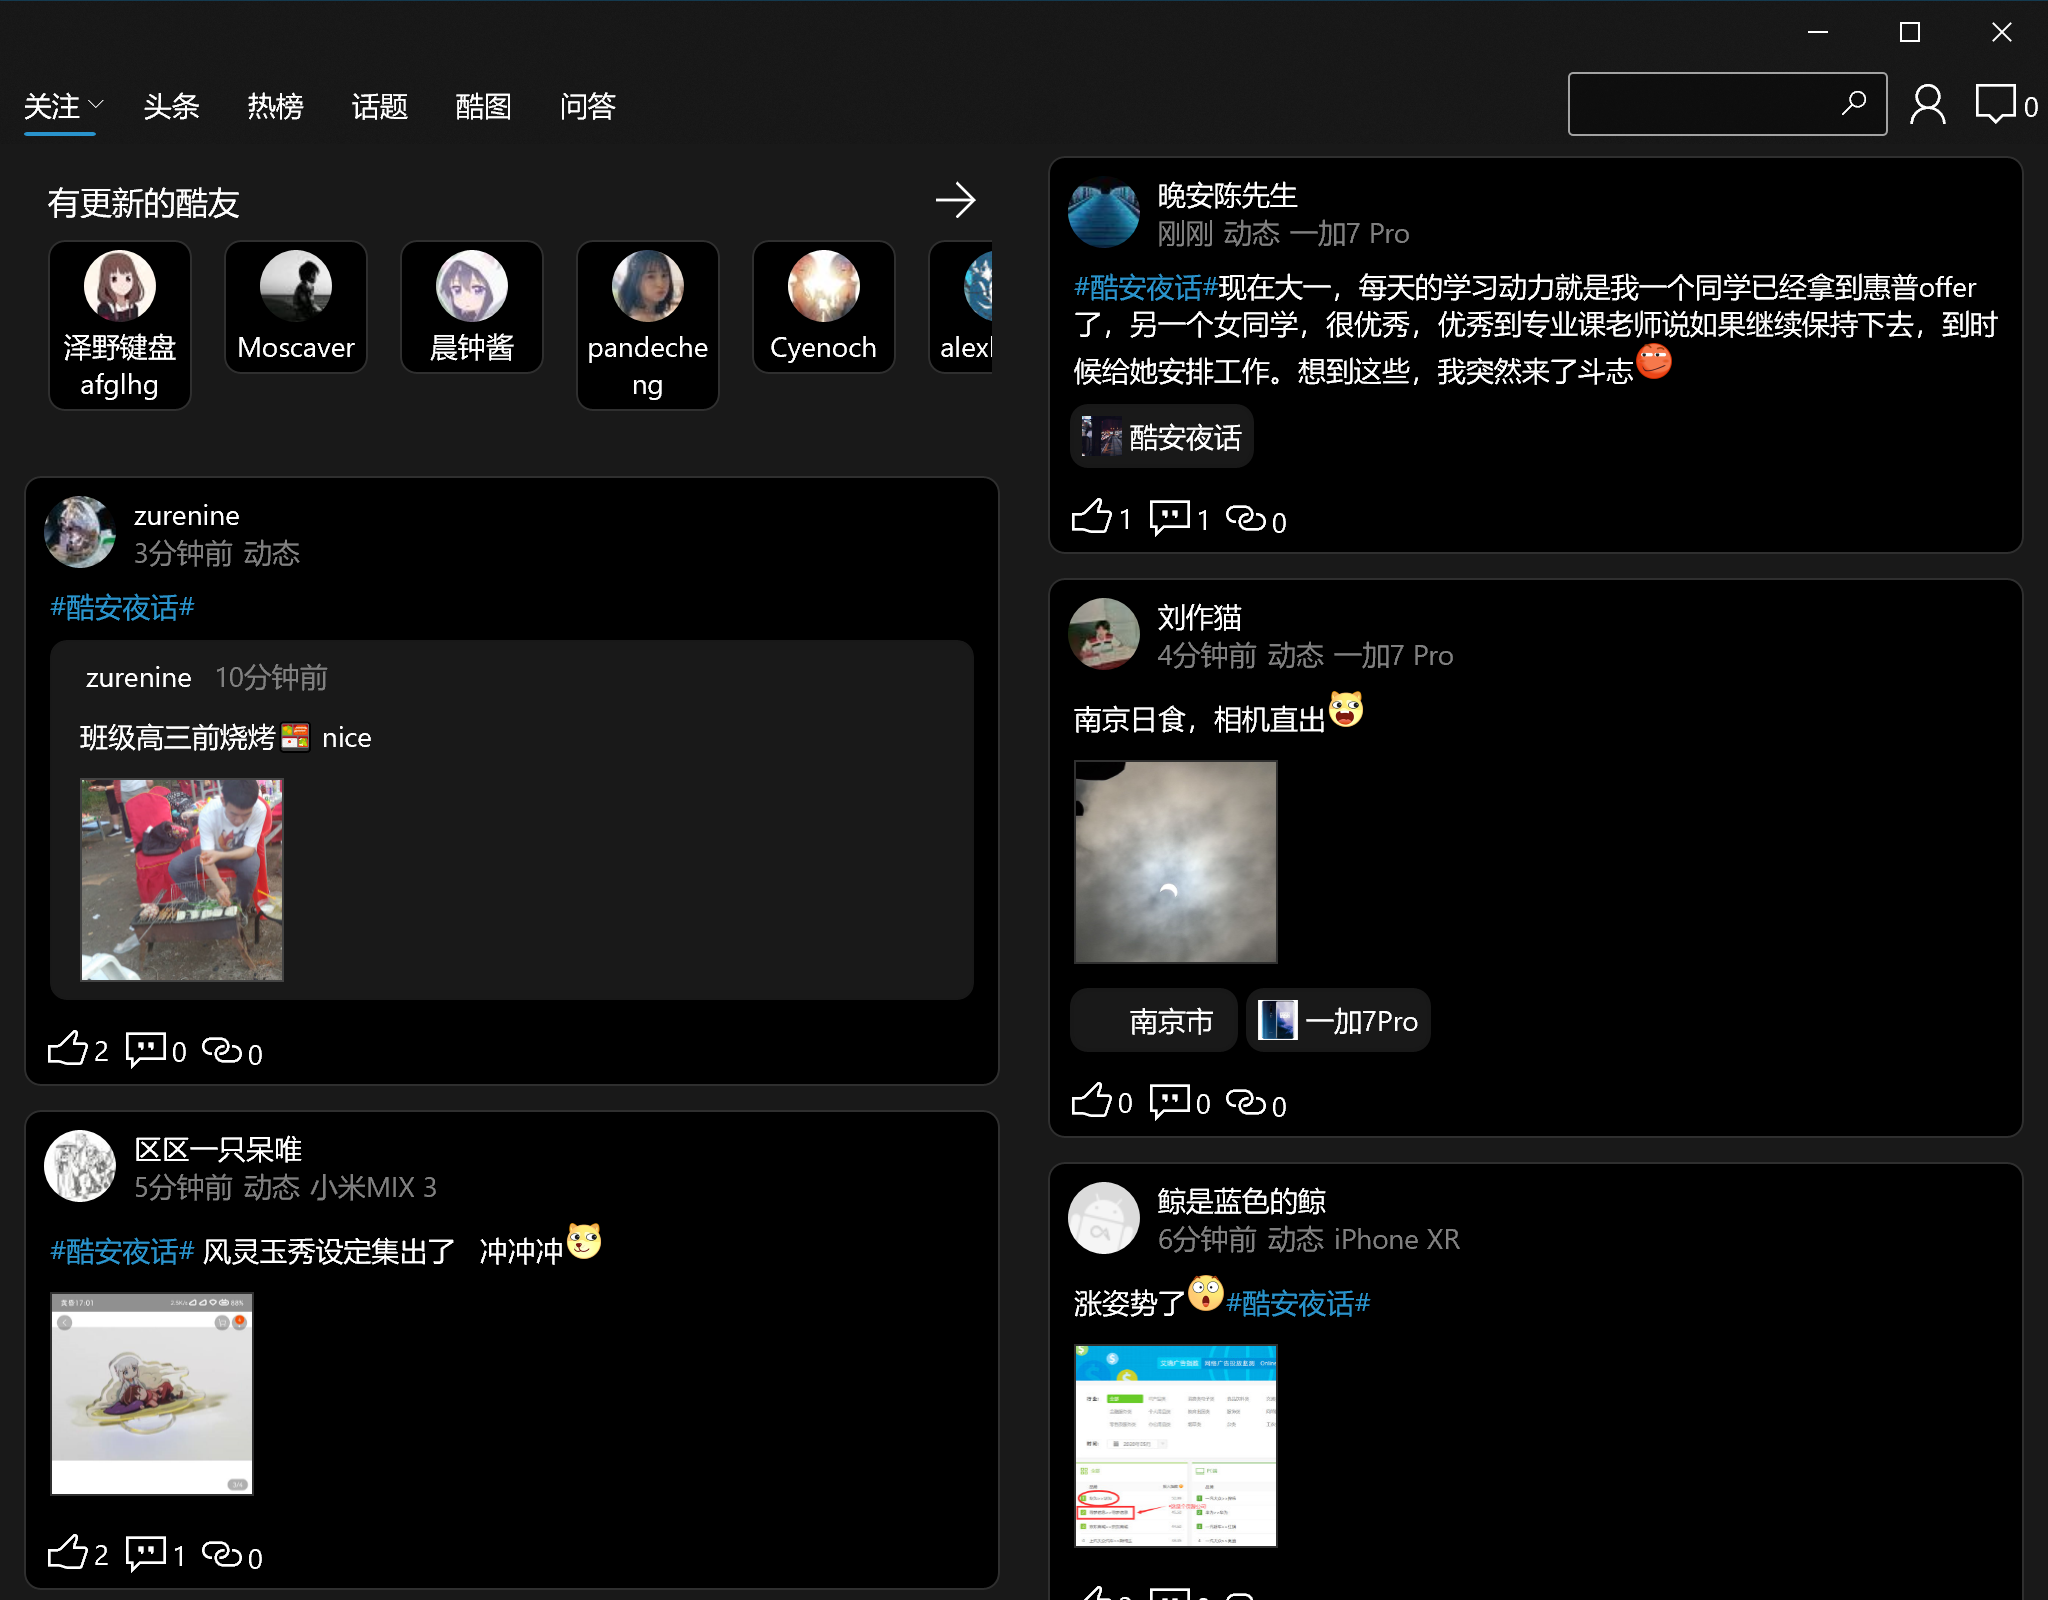 关注 头条 热榜 话题 酷图 问答
0
有更新的酷友
泽野键盘
afglhg
Moscaver
晨钟酱
pandeche
ng
Cyenoch
zurenine
3分钟前 动态
#酷安夜话#
zurenine 10分钟前
班级高三前烧烤🍱 nice
2 0 0
区区一只呆唯
5分钟前 动态 小米MIX 3
#酷安夜话# 风灵玉秀设定集出了 冲冲冲
黄昏17:01
88%
2 1 0
晚安陈先生
刚刚 动态 一加7 Pro
#酷安夜话#现在大一，每天的学习动力就是我一个同学已经拿到惠普offer
了，另一个女同学，很优秀，优秀到专业课老师说如果继续保持下去，到时
候给她安排工作。想到这些，我突然来了斗志
酷安夜话
1 1 0
刘作猫
4分钟前 动态 一加7 Pro
南京日食，相机直出
南京市 一加7Pro
0 0 0
鲸是蓝色的鲸
6分钟前 动态 iPhone XR
涨姿势了#酷安夜话#